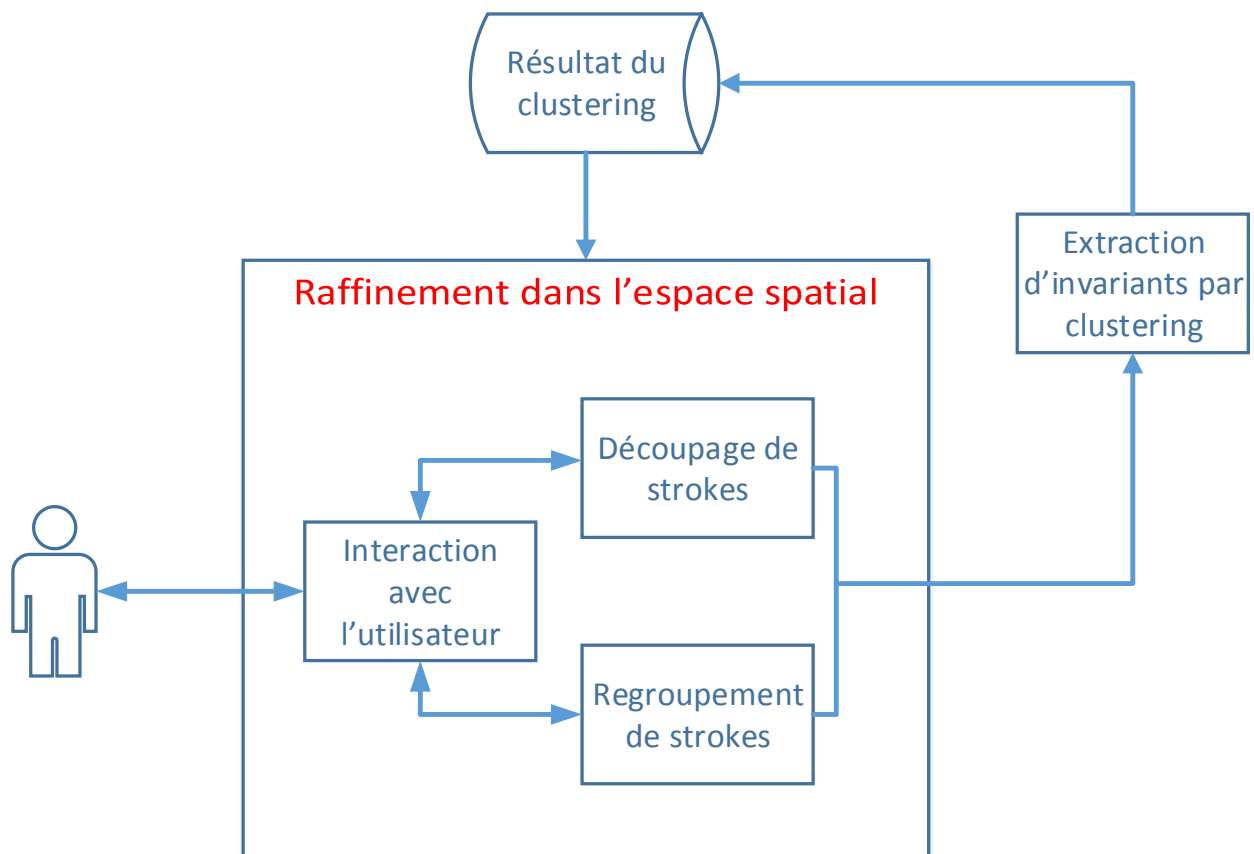 Résultat du
clustering
Extraction
d’invariants par
clustering
Raffinement dans l’espace spatial
Découpage de
strokes
Interaction
avec
l’utilisateur
Regroupement
de strokes